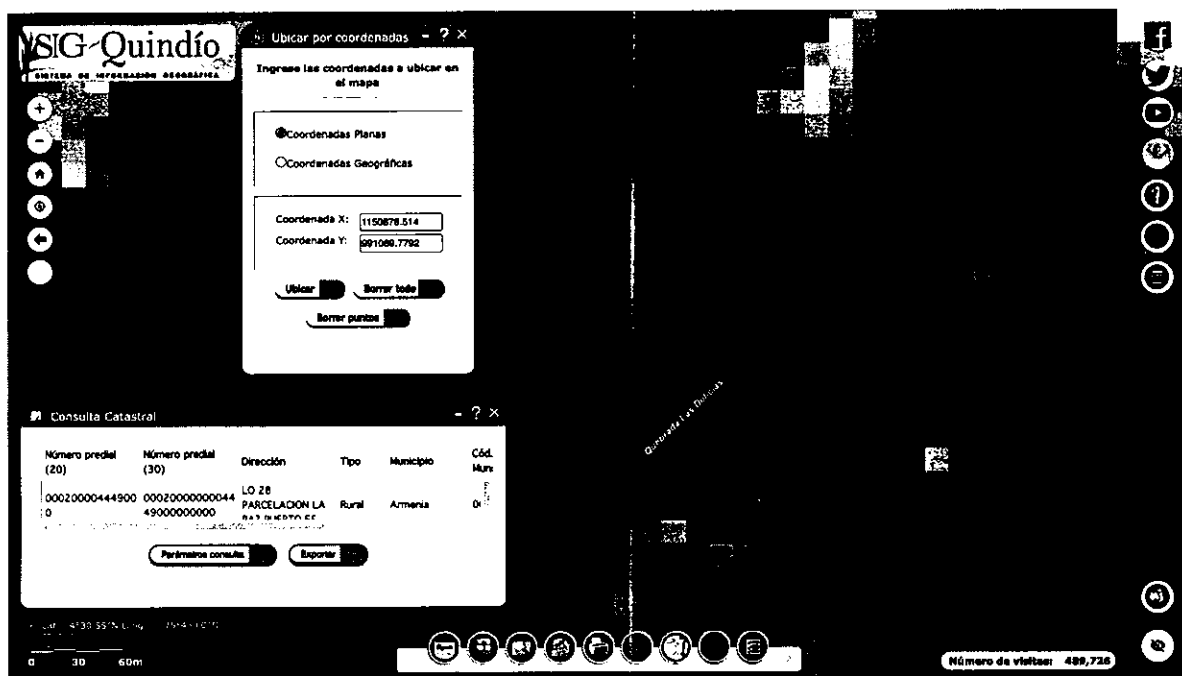 SIG-Quindío
SISTEMA DE INFORMACIÓN GEOGRÁFICA
Ubicar por coordenadas - ? ×
Ingrese las coordenadas a ubicar en
el mapa
Coordenadas Planas
Coordenadas Geográficas
Coordenada X: 1150878.514
Coordenada Y: 991089.7792
Ubicar Borrar todo
Borrar puntos
Quebrada Las Delicias
Consulta Catastral - ? ×
Número predial Número predial Dirección Tipo Municipio Cód.
(20) (30) Mun
LO 28
00020000444900 00020000000044 PARCELACION LA Rural Armenia 0
0 49000000000
Parámetros consulta Exportar
0 30 60m
Número de visitas: 489,726